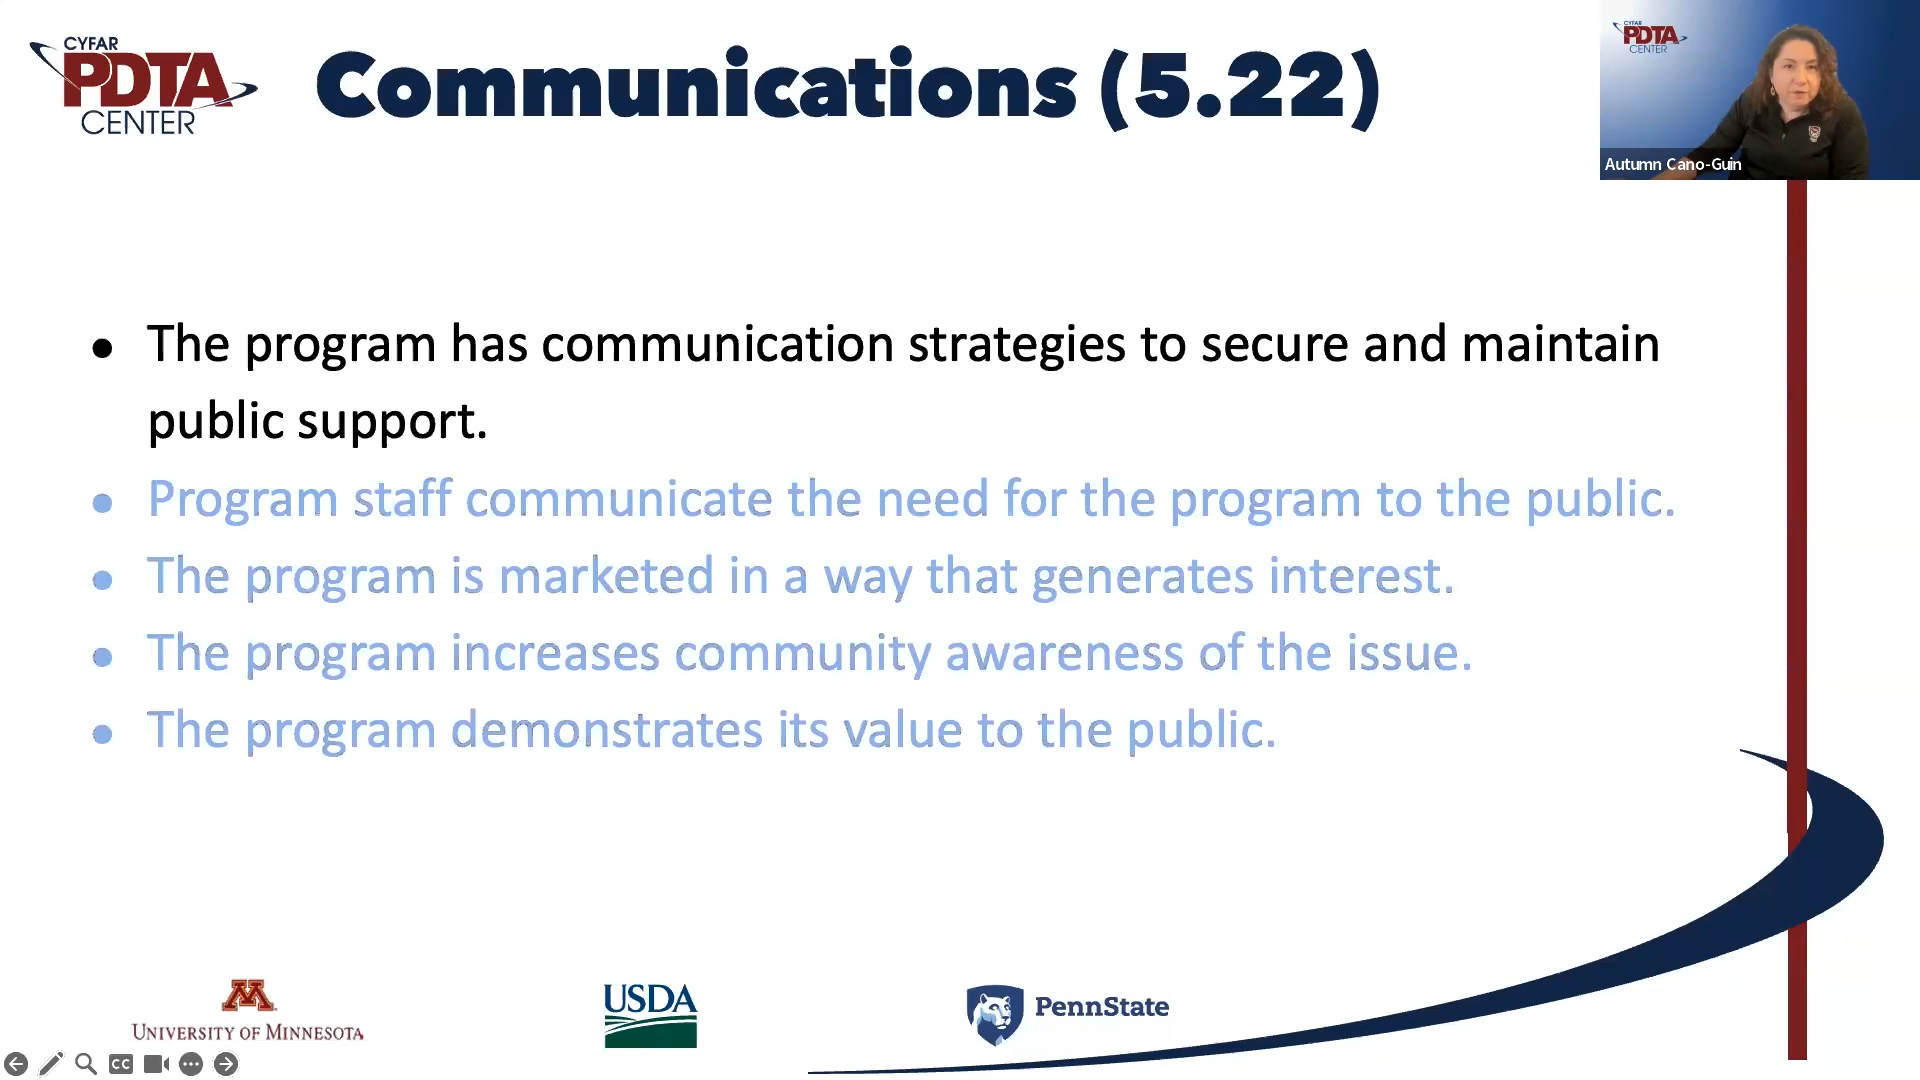 CYFAR
PDTA
CENTER
Communications (5.22)
CYFAR
PDTA
CENTER
Autumn Cano-Guin
• The program has communication strategies to secure and maintain
public support.
• Program staff communicate the need for the program to the public.
• The program is marketed in a way that generates interest.
• The program increases community awareness of the issue.
• The program demonstrates its value to the public.
M
UNIVERSITY OF MINNESOTA
USDA
PennState
CC